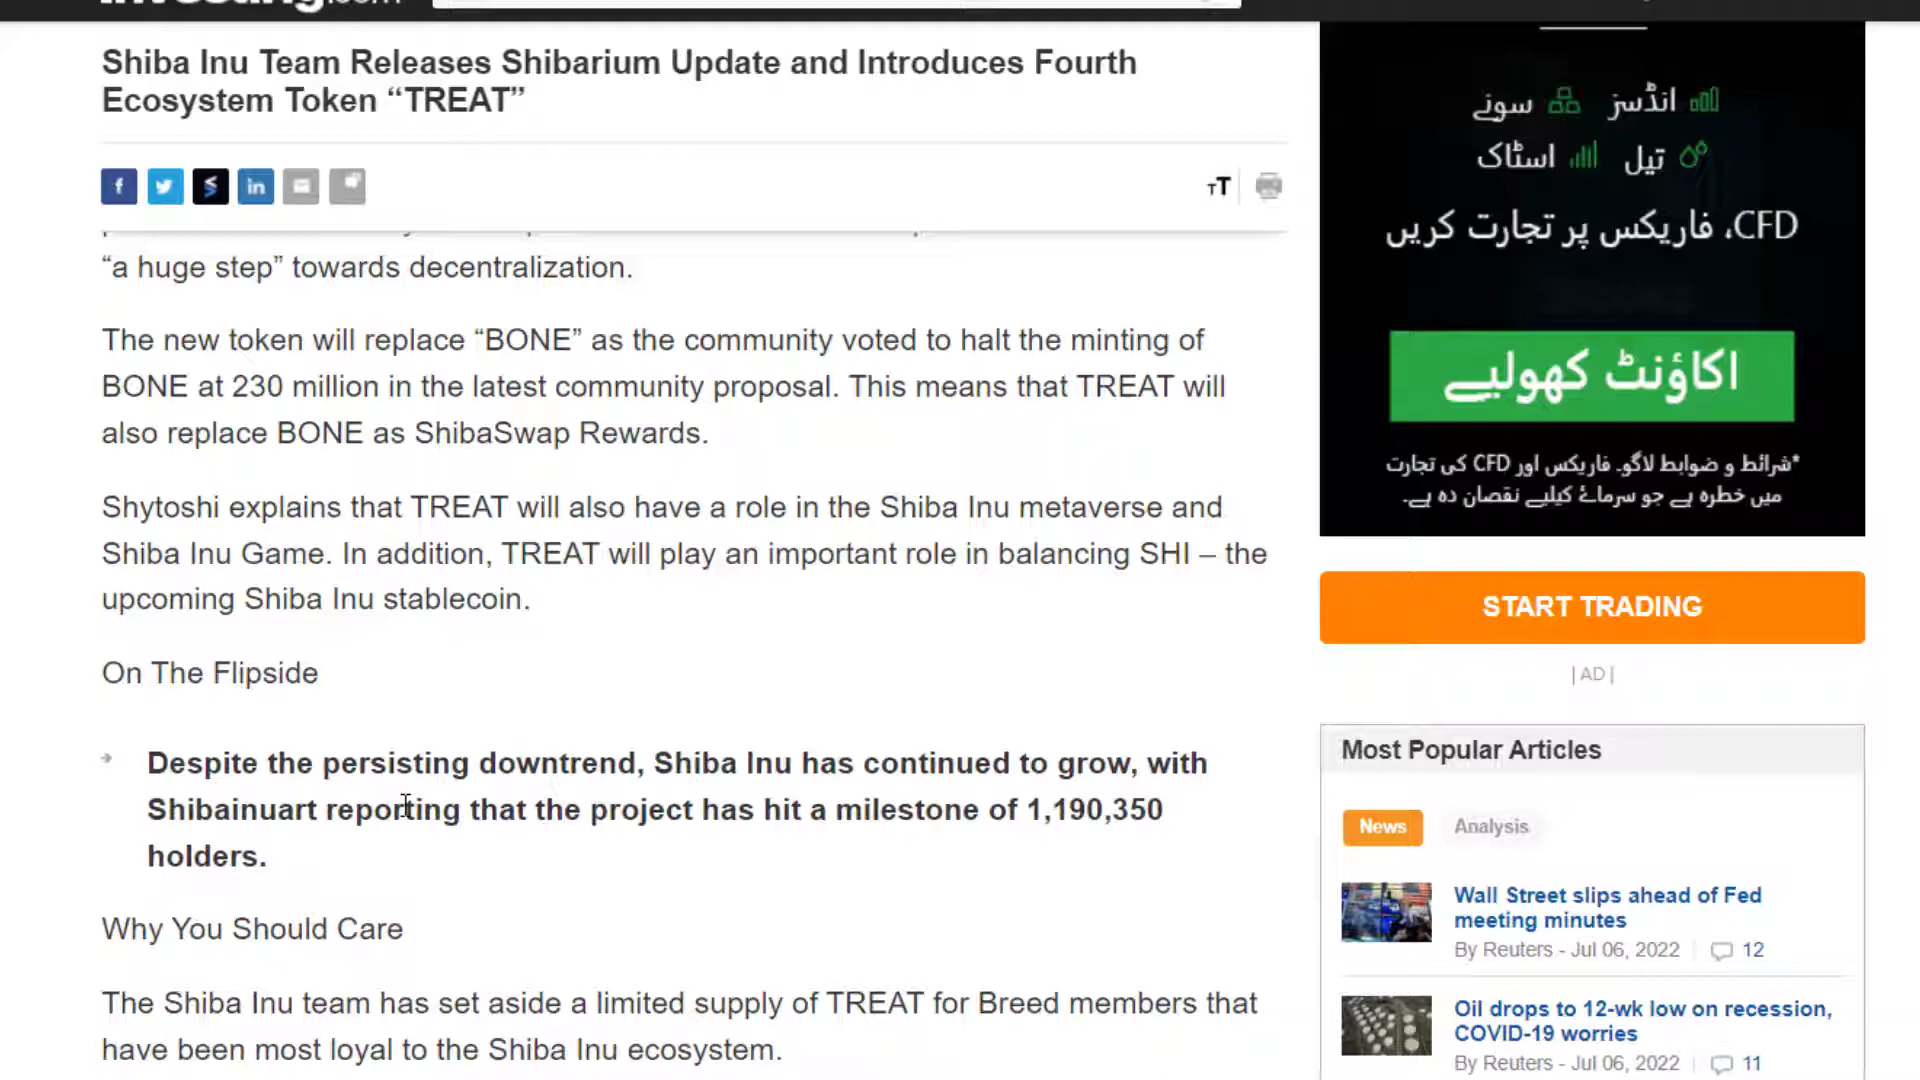 Shiba Inu Team Releases Shibarium Update and Introduces Fourth
Ecosystem Token “TREAT”
“a huge step” towards decentralization.
The new token will replace “BONE” as the community voted to halt the minting of
BONE at 230 million in the latest community proposal. This means that TREAT will
also replace BONE as ShibaSwap Rewards.
Shytoshi explains that TREAT will also have a role in the Shiba Inu metaverse and
Shiba Inu Game. In addition, TREAT will play an important role in balancing SHI – the
upcoming Shiba Inu stablecoin.
On The Flipside
Despite the persisting downtrend, Shiba Inu has continued to grow, with
Shibainuart reporting that the project has hit a milestone of 1,190,350
holders.
Why You Should Care
The Shiba Inu team has set aside a limited supply of TREAT for Breed members that
have been most loyal to the Shiba Inu ecosystem.
انڈسز سونے
تیل اسٹاک
CFD، فاریکس پر تجارت کریں
اکاؤنٹ کھولیے
*شرائط و ضوابط لاگو۔ فاریکس اور CFD کی تجارت
میں خطرہ ہے جو سرمائے کیلیے نقصان دہ ہے۔
START TRADING
| AD |
Most Popular Articles
News Analysis
Wall Street slips ahead of Fed
meeting minutes
By Reuters - Jul 06, 2022 12
Oil drops to 12-wk low on recession,
COVID-19 worries
By Reuters - Jul 06, 2022 11